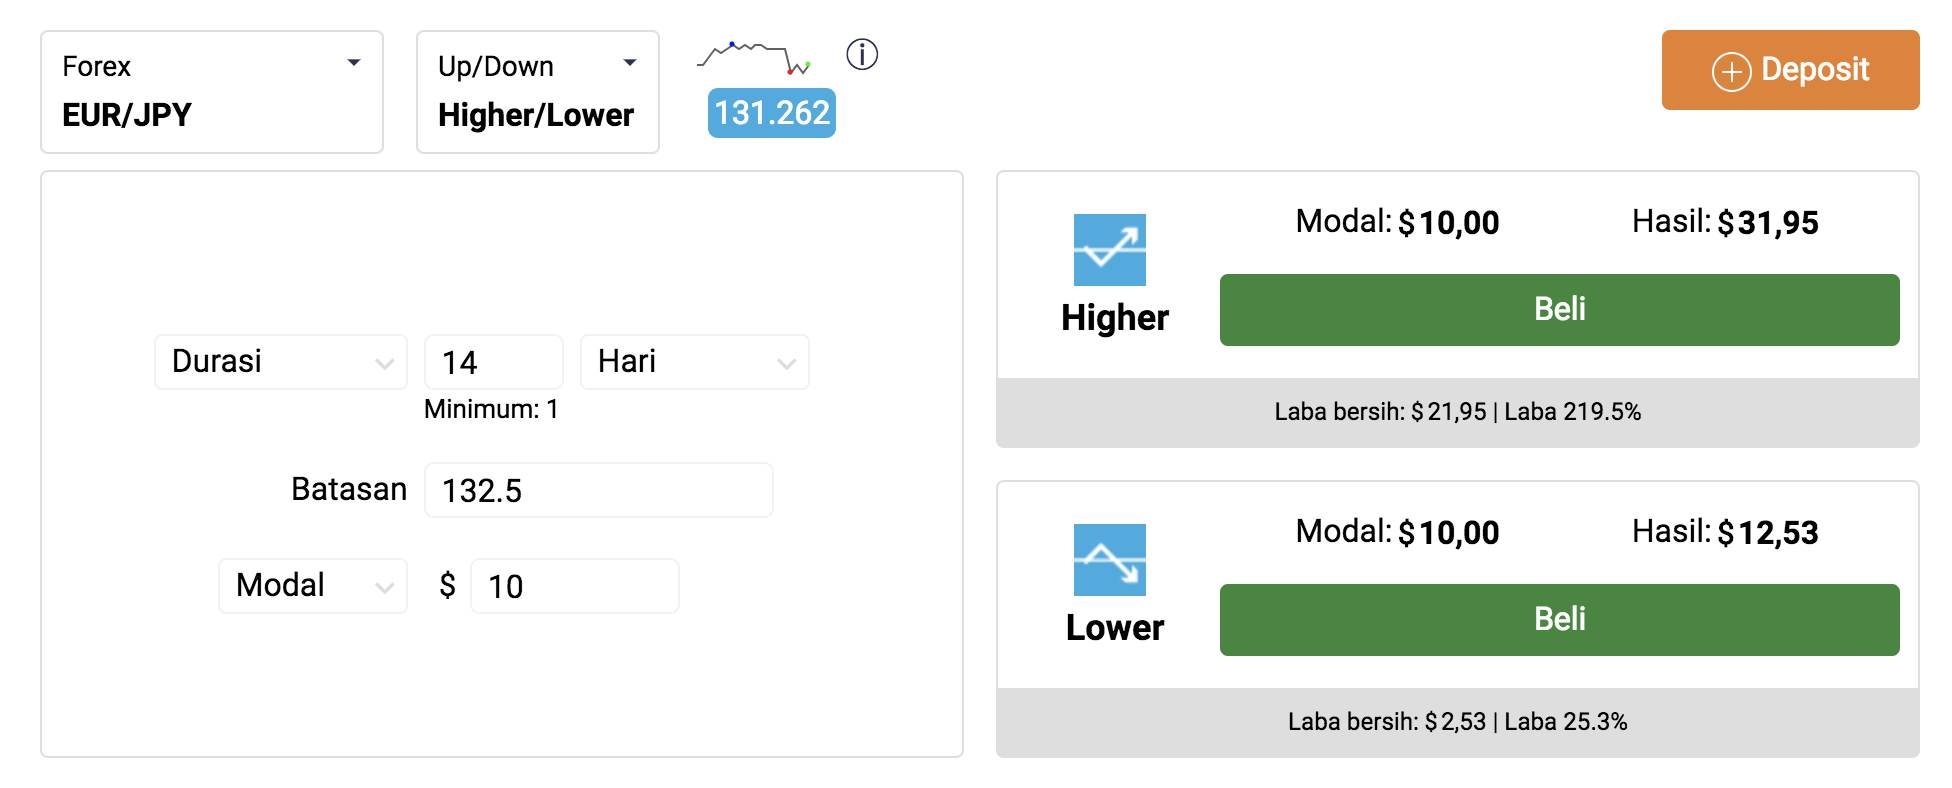 Forex
EUR/JPY
Up/Down
Higher/Lower
131.262
Deposit
Durasi 14 Hari
Minimum: 1
Batasan 132.5
Modal $ 10
Modal: $ 10,00 Hasil: $ 31,95
Higher
Beli
Laba bersih: $ 21,95 | Laba 219.5%
Modal: $ 10,00 Hasil: $ 12,53
Lower
Beli
Laba bersih: $ 2,53 | Laba 25.3%